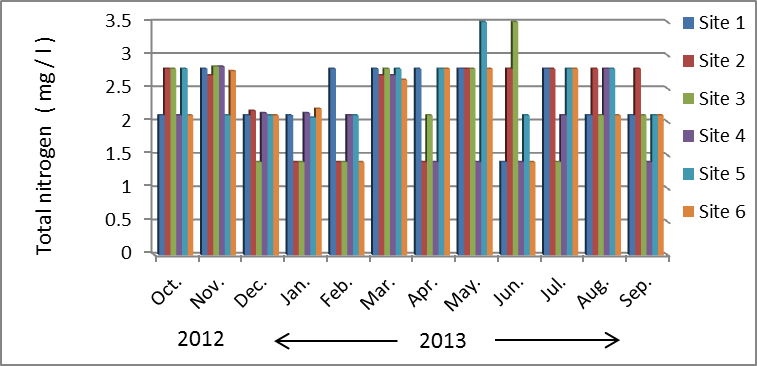 Total nitrogen ( mg / l )
3.5
3
2.5
2
1.5
1
0.5
0
Oct. Nov. Dec. Jan. Feb. Mar. Apr. May. Jun. Jul. Aug. Sep.
2012 2013
Site 1
Site 2
Site 3
Site 4
Site 5
Site 6